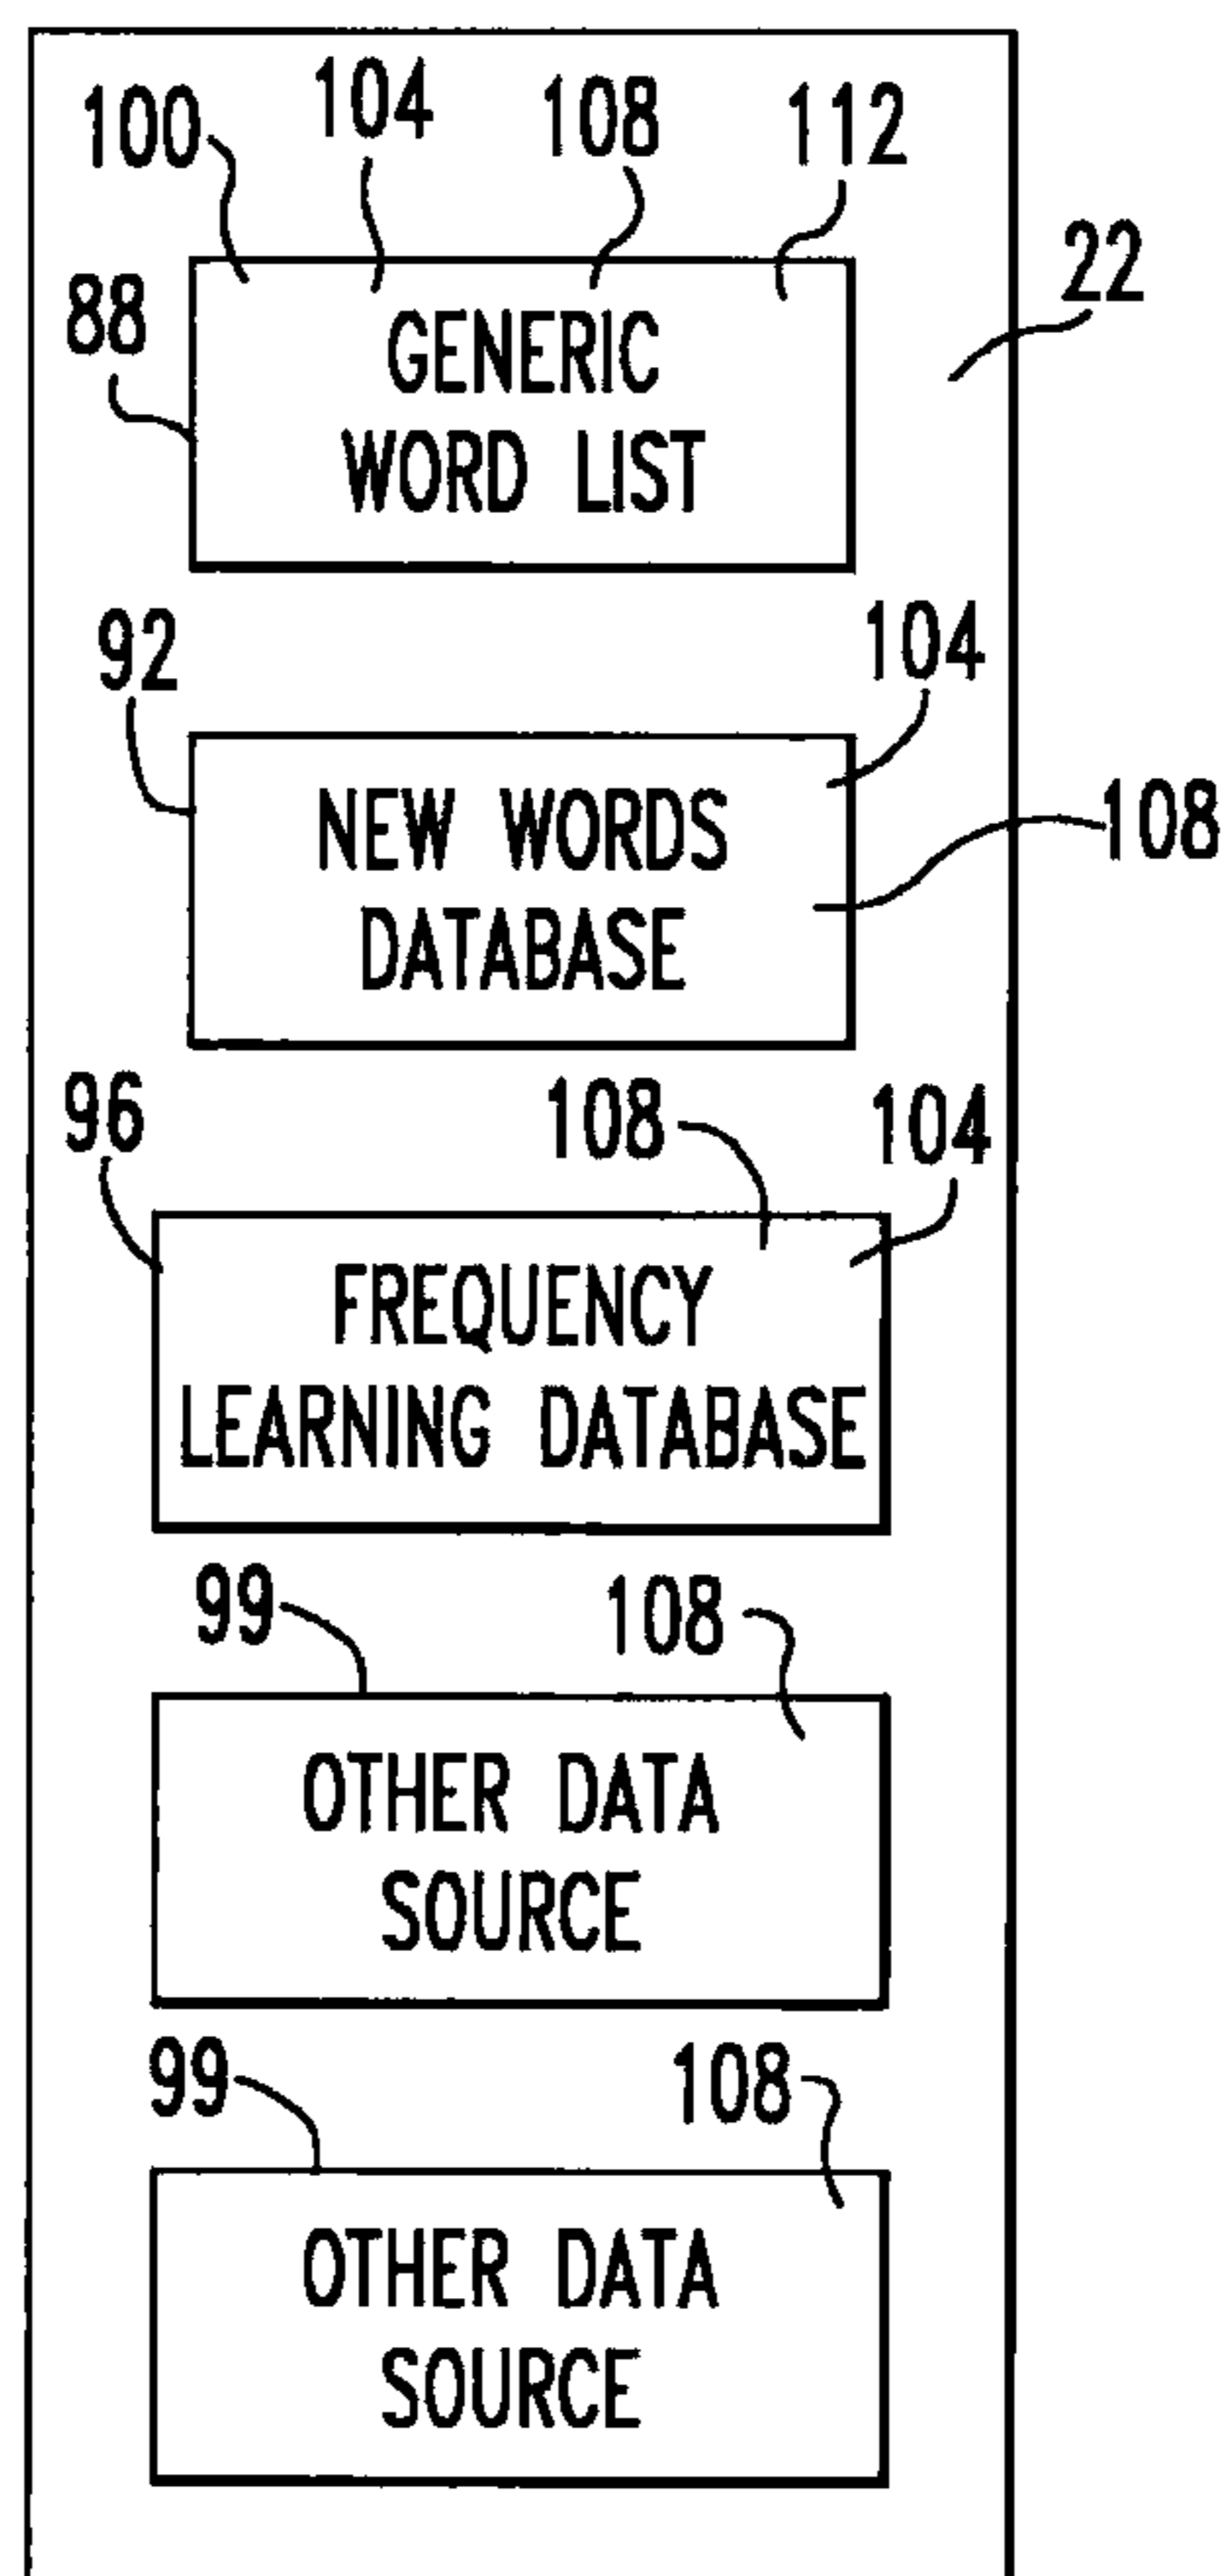 100 104 108 112
88 22
GENERIC
WORD LIST
92 104
NEW WORDS
108
DATABASE
96 108 104
FREQUENCY
LEARNING DATABASE
99 108
OTHER DATA
SOURCE
99 108
OTHER DATA
SOURCE